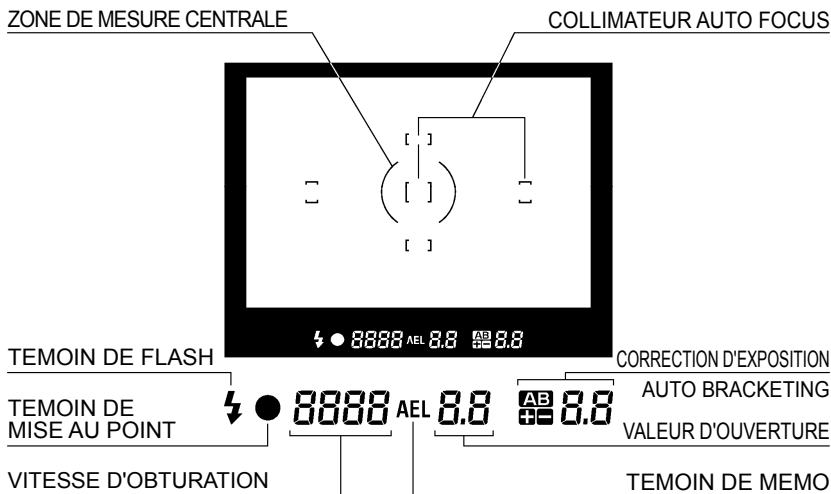 ZONE DE MESURE CENTRALE
COLLIMATEUR AUTO FOCUS
8888 AEL 8.8 AB 8.8
TEMOIN DE FLASH
CORRECTION D'EXPOSITION
AUTO BRACKETING
TEMOIN DE
MISE AU POINT
8888 AEL 8.8 AB 8.8
VALEUR D'OUVERTURE
VITESSE D'OBTURATION
TEMOIN DE MEMO